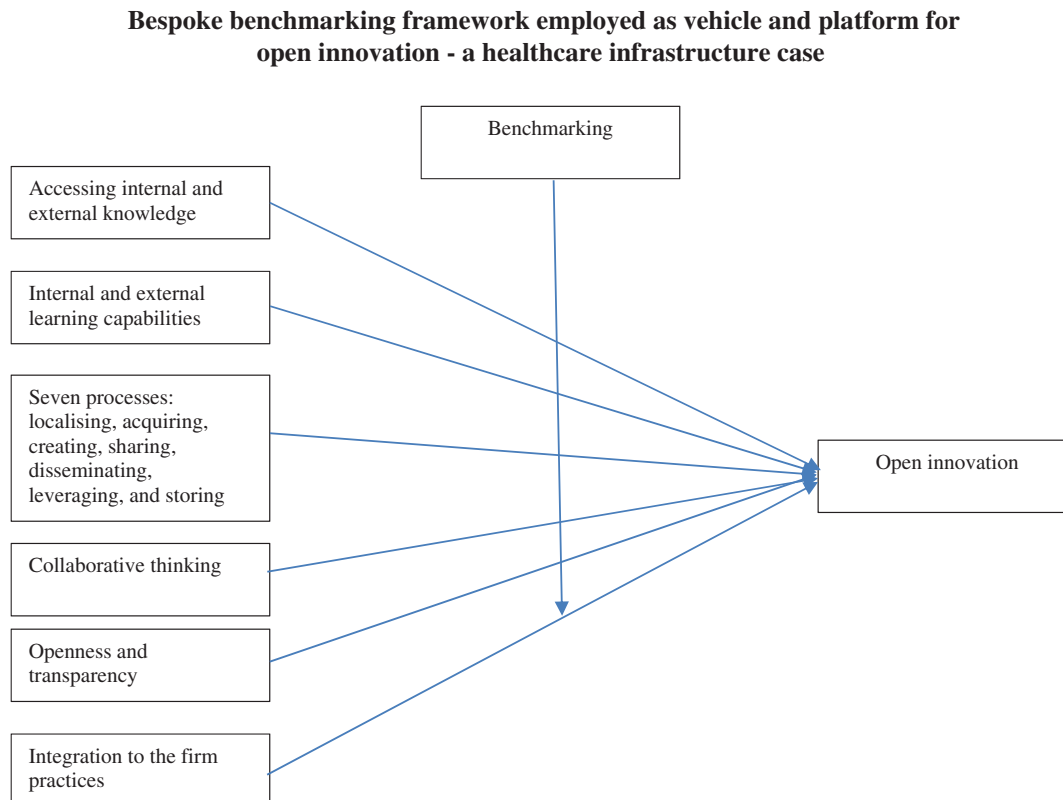 Bespoke benchmarking framework employed as vehicle and platform for
open innovation - a healthcare infrastructure case
Benchmarking
Accessing internal and
external knowledge
Internal and external
learning capabilities
Seven processes:
localising, acquiring,
creating, sharing,
disseminating,
leveraging, and storing
Open innovation
Collaborative thinking
Openness and
transparency
Integration to the firm
practices